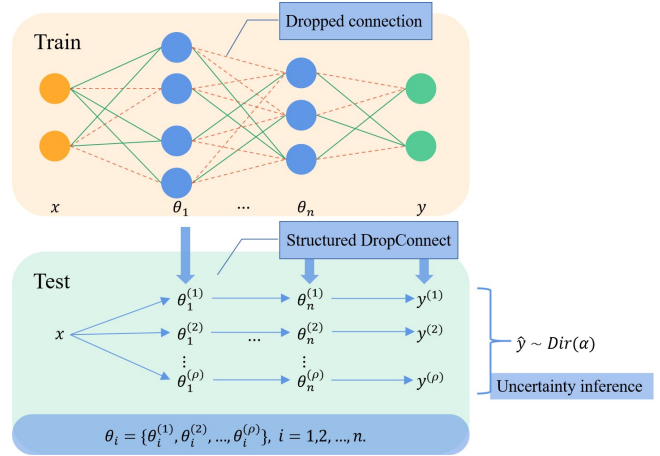 Dropped connection
Train
x θ₁ ... θₙ y
Structured DropConnect
Test
θ₁⁽¹⁾ θₙ⁽¹⁾ y⁽¹⁾
x θ₁⁽²⁾ ... θₙ⁽²⁾ y⁽²⁾
⋮ ⋮
θ₁⁽ᵖ⁾ θₙ⁽ᵖ⁾ y⁽ᵖ⁾
ŷ ~ Dir(α)
Uncertainty inference
θᵢ = {θᵢ⁽¹⁾, θᵢ⁽²⁾, ..., θᵢ⁽ᵖ⁾}, i = 1,2, ..., n.